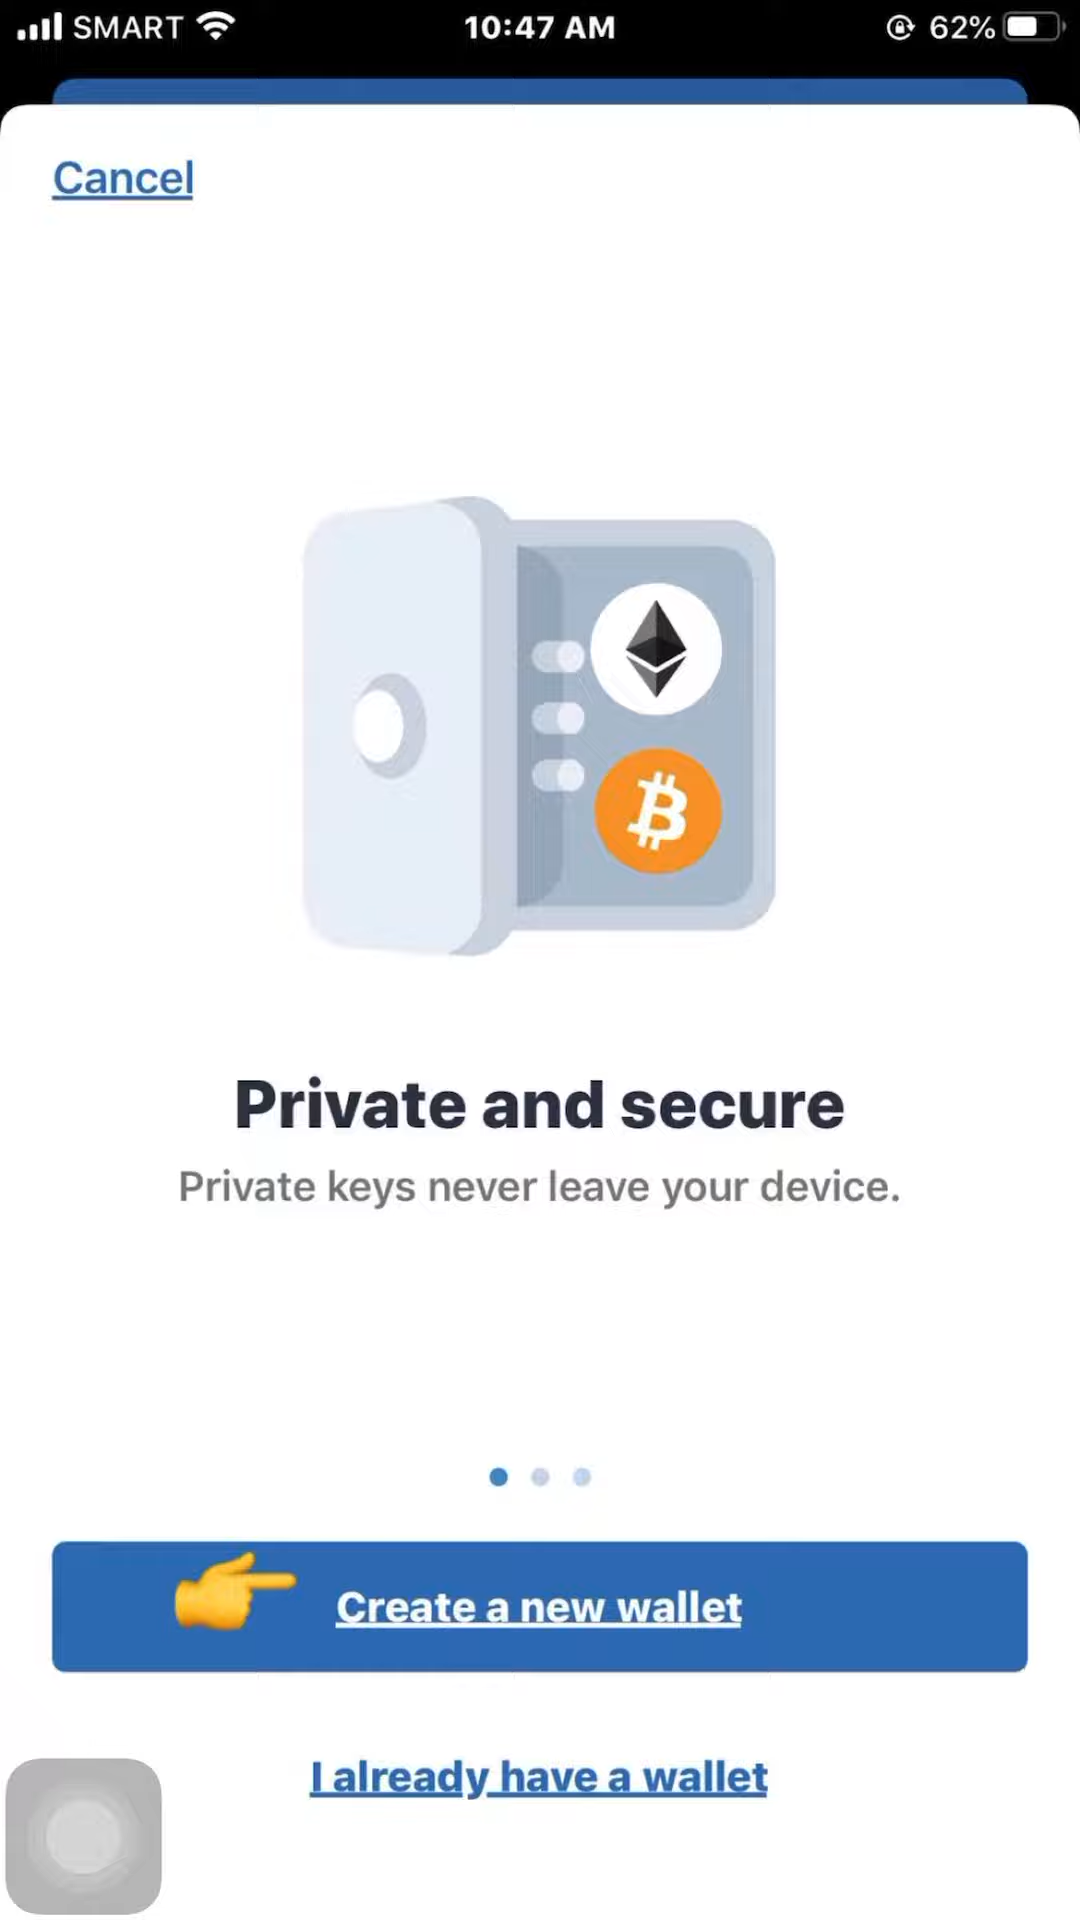 SMART 10:47 AM 62%
Cancel
Private and secure
Private keys never leave your device.
Create a new wallet
I already have a wallet